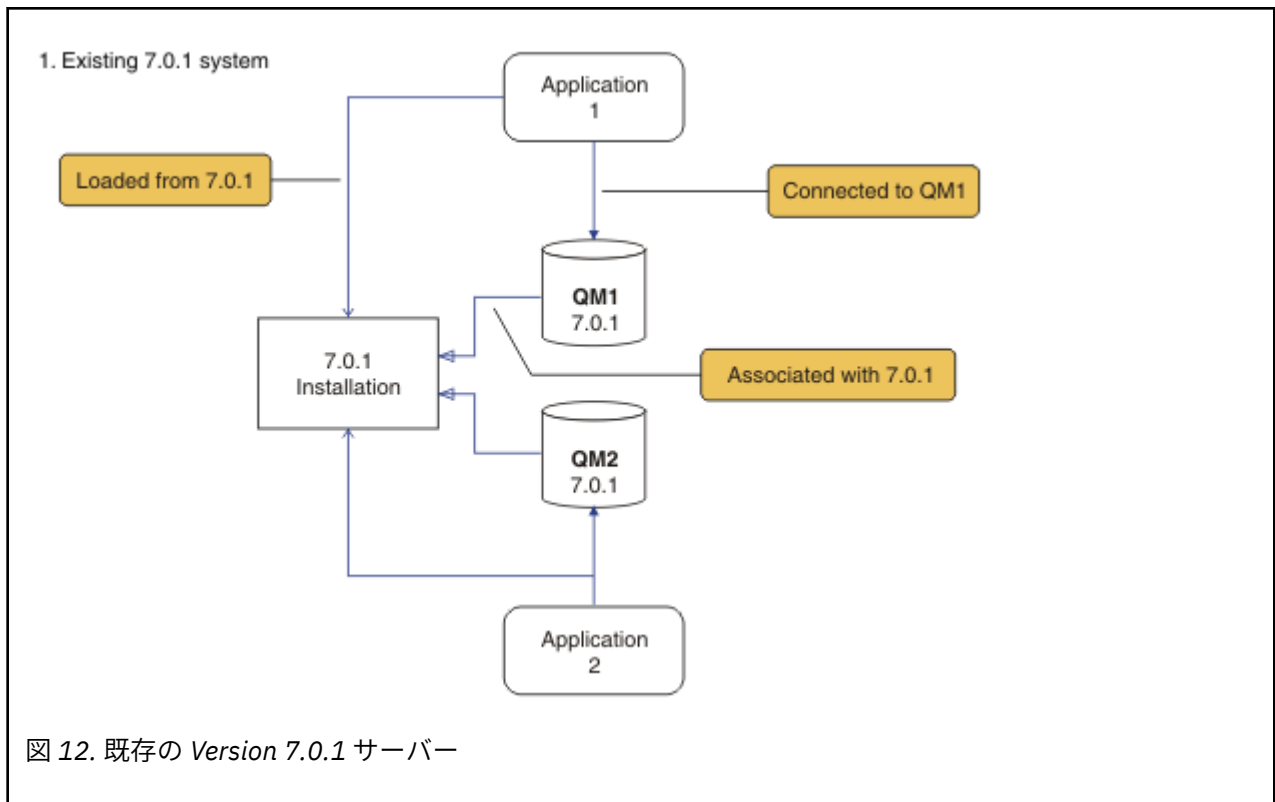 1. Existing 7.0.1 system
Application
1
Loaded from 7.0.1
Connected to QM1
QM1
7.0.1
7.0.1
Installation
Associated with 7.0.1
QM2
7.0.1
Application
2
図 12. 既存の Version 7.0.1 サーバー